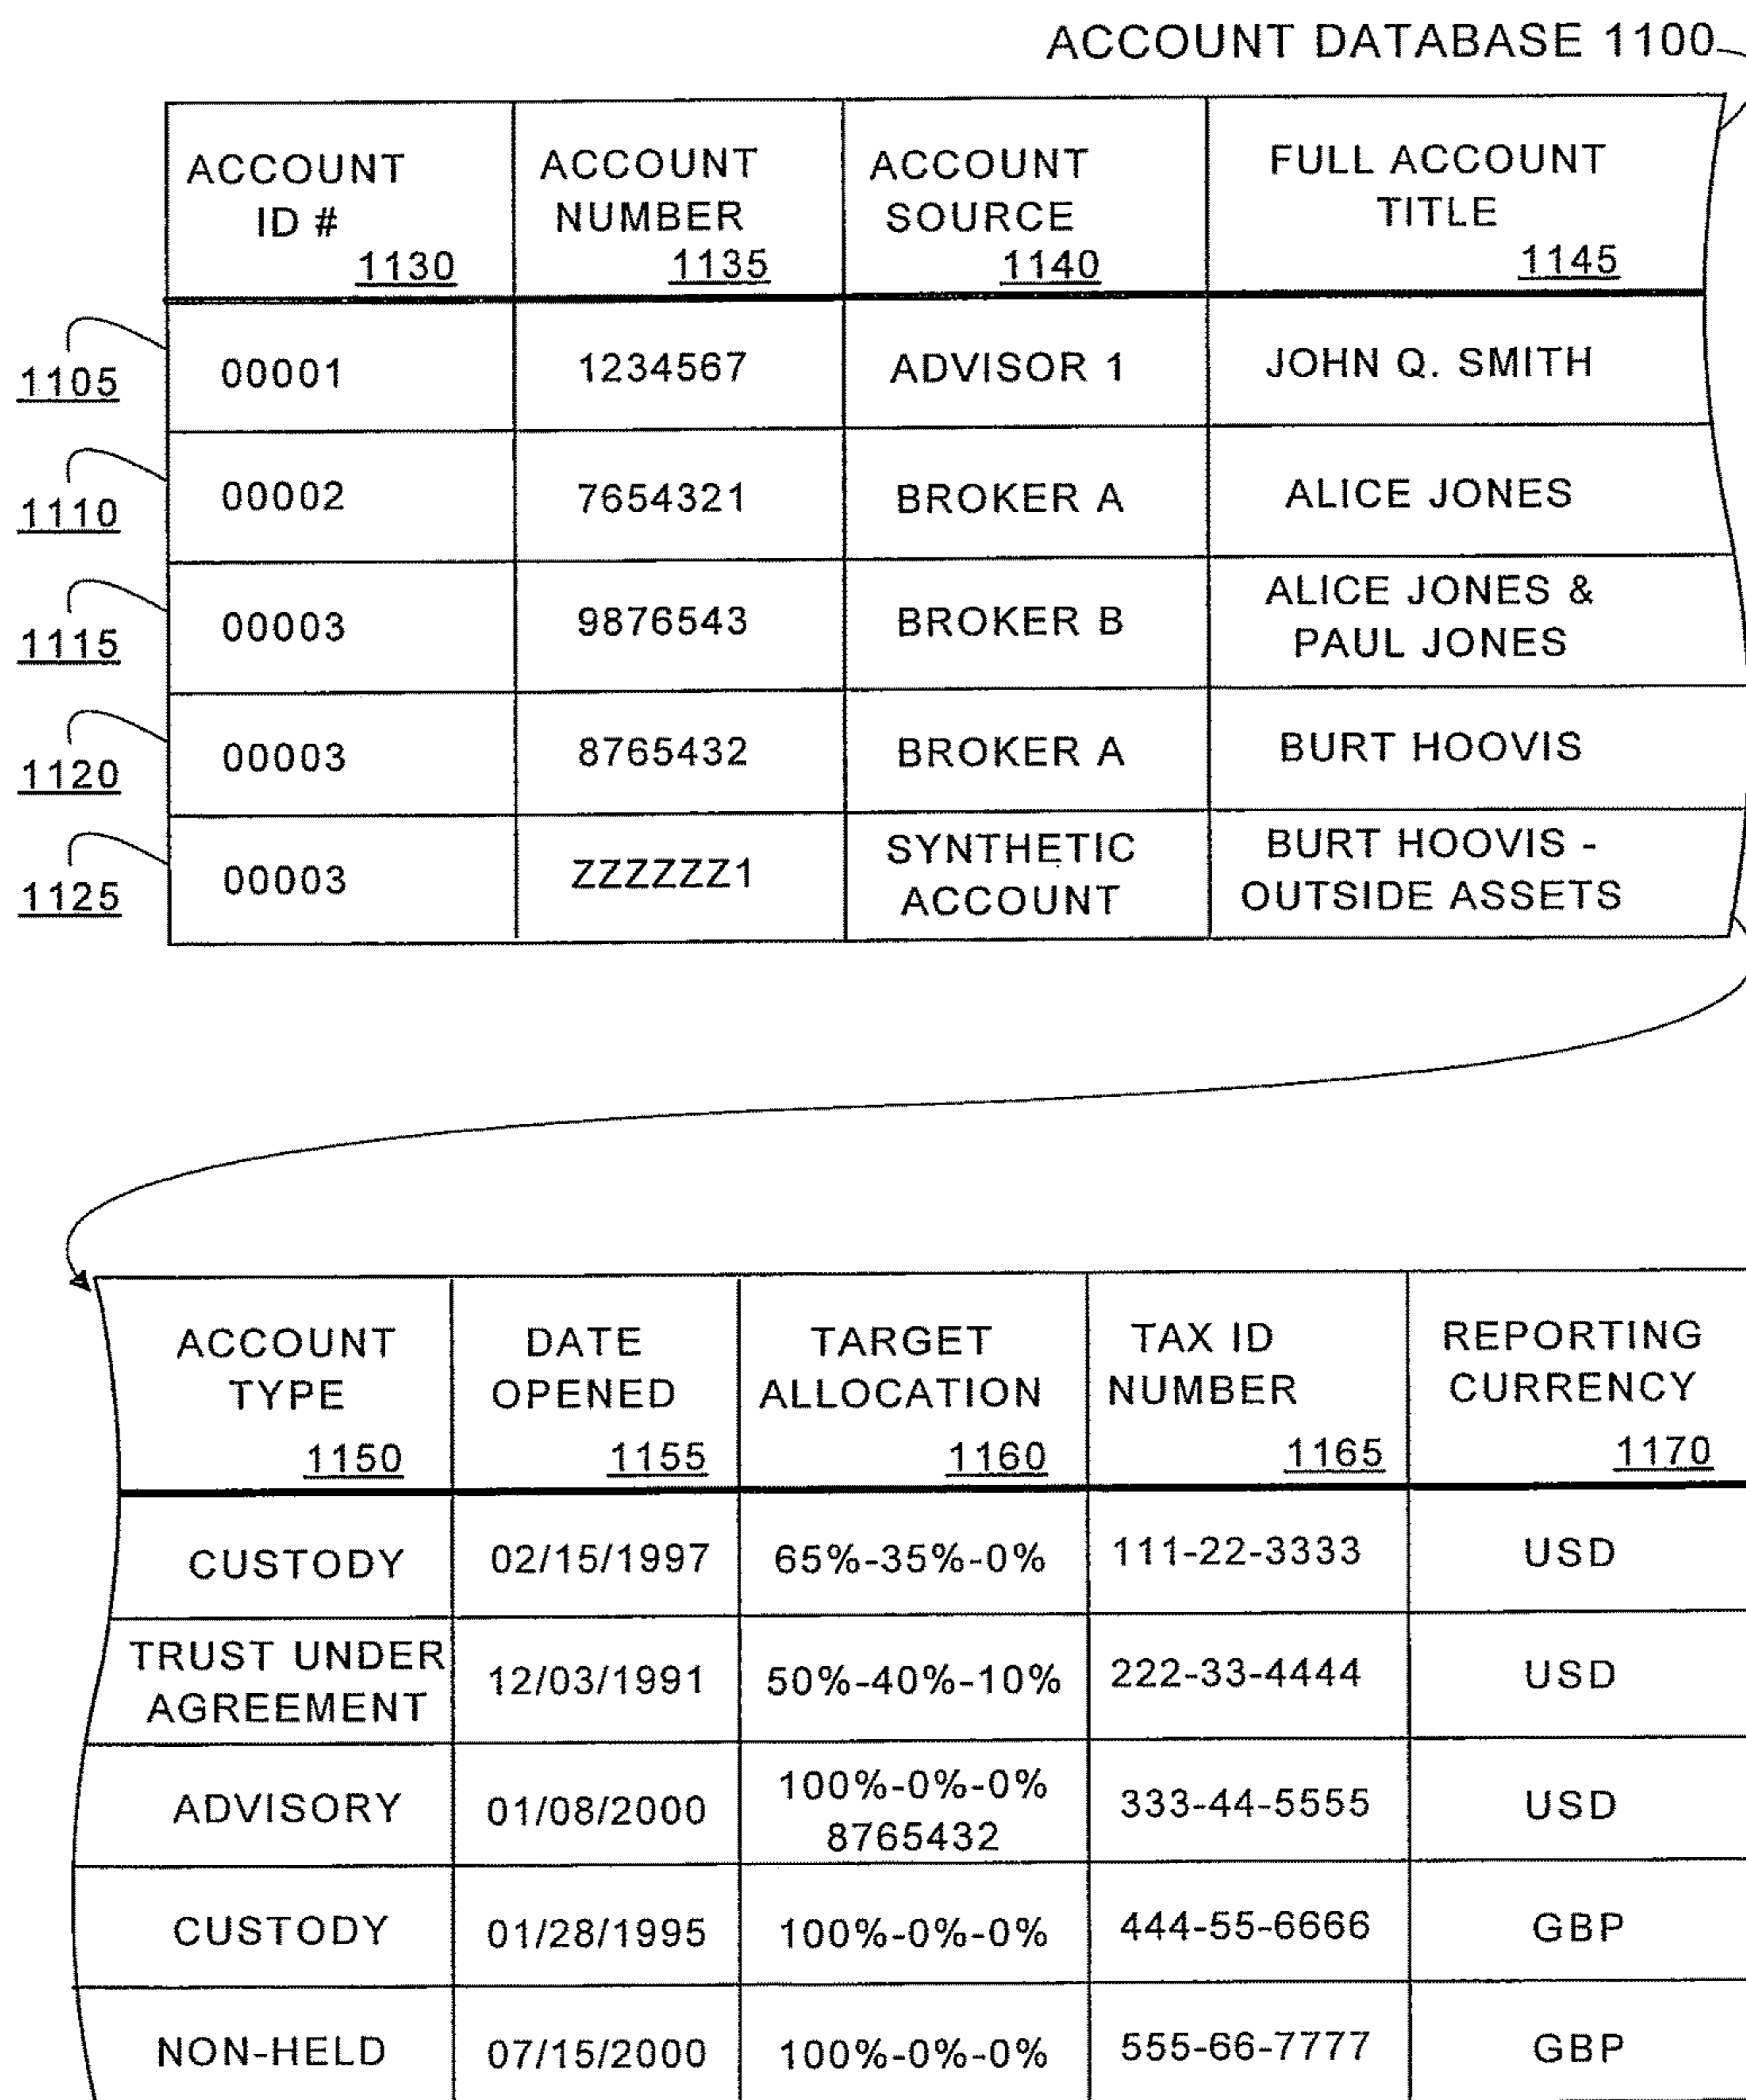 ACCOUNT DATABASE 1100
ACCOUNT ID # 1130
ACCOUNT NUMBER 1135
ACCOUNT SOURCE 1140
FULL ACCOUNT TITLE 1145
1105 00001 1234567 ADVISOR 1 JOHN Q. SMITH
1110 00002 7654321 BROKER A ALICE JONES
1115 00003 9876543 BROKER B ALICE JONES & PAUL JONES
1120 00003 8765432 BROKER A BURT HOOVIS
1125 00003 ZZZZZZ1 SYNTHETIC ACCOUNT BURT HOOVIS - OUTSIDE ASSETS
ACCOUNT TYPE 1150
DATE OPENED 1155
TARGET ALLOCATION 1160
TAX ID NUMBER 1165
REPORTING CURRENCY 1170
CUSTODY 02/15/1997 65%-35%-0% 111-22-3333 USD
TRUST UNDER AGREEMENT 12/03/1991 50%-40%-10% 222-33-4444 USD
ADVISORY 01/08/2000 100%-0%-0% 8765432 333-44-5555 USD
CUSTODY 01/28/1995 100%-0%-0% 444-55-6666 GBP
NON-HELD 07/15/2000 100%-0%-0% 555-66-7777 GBP